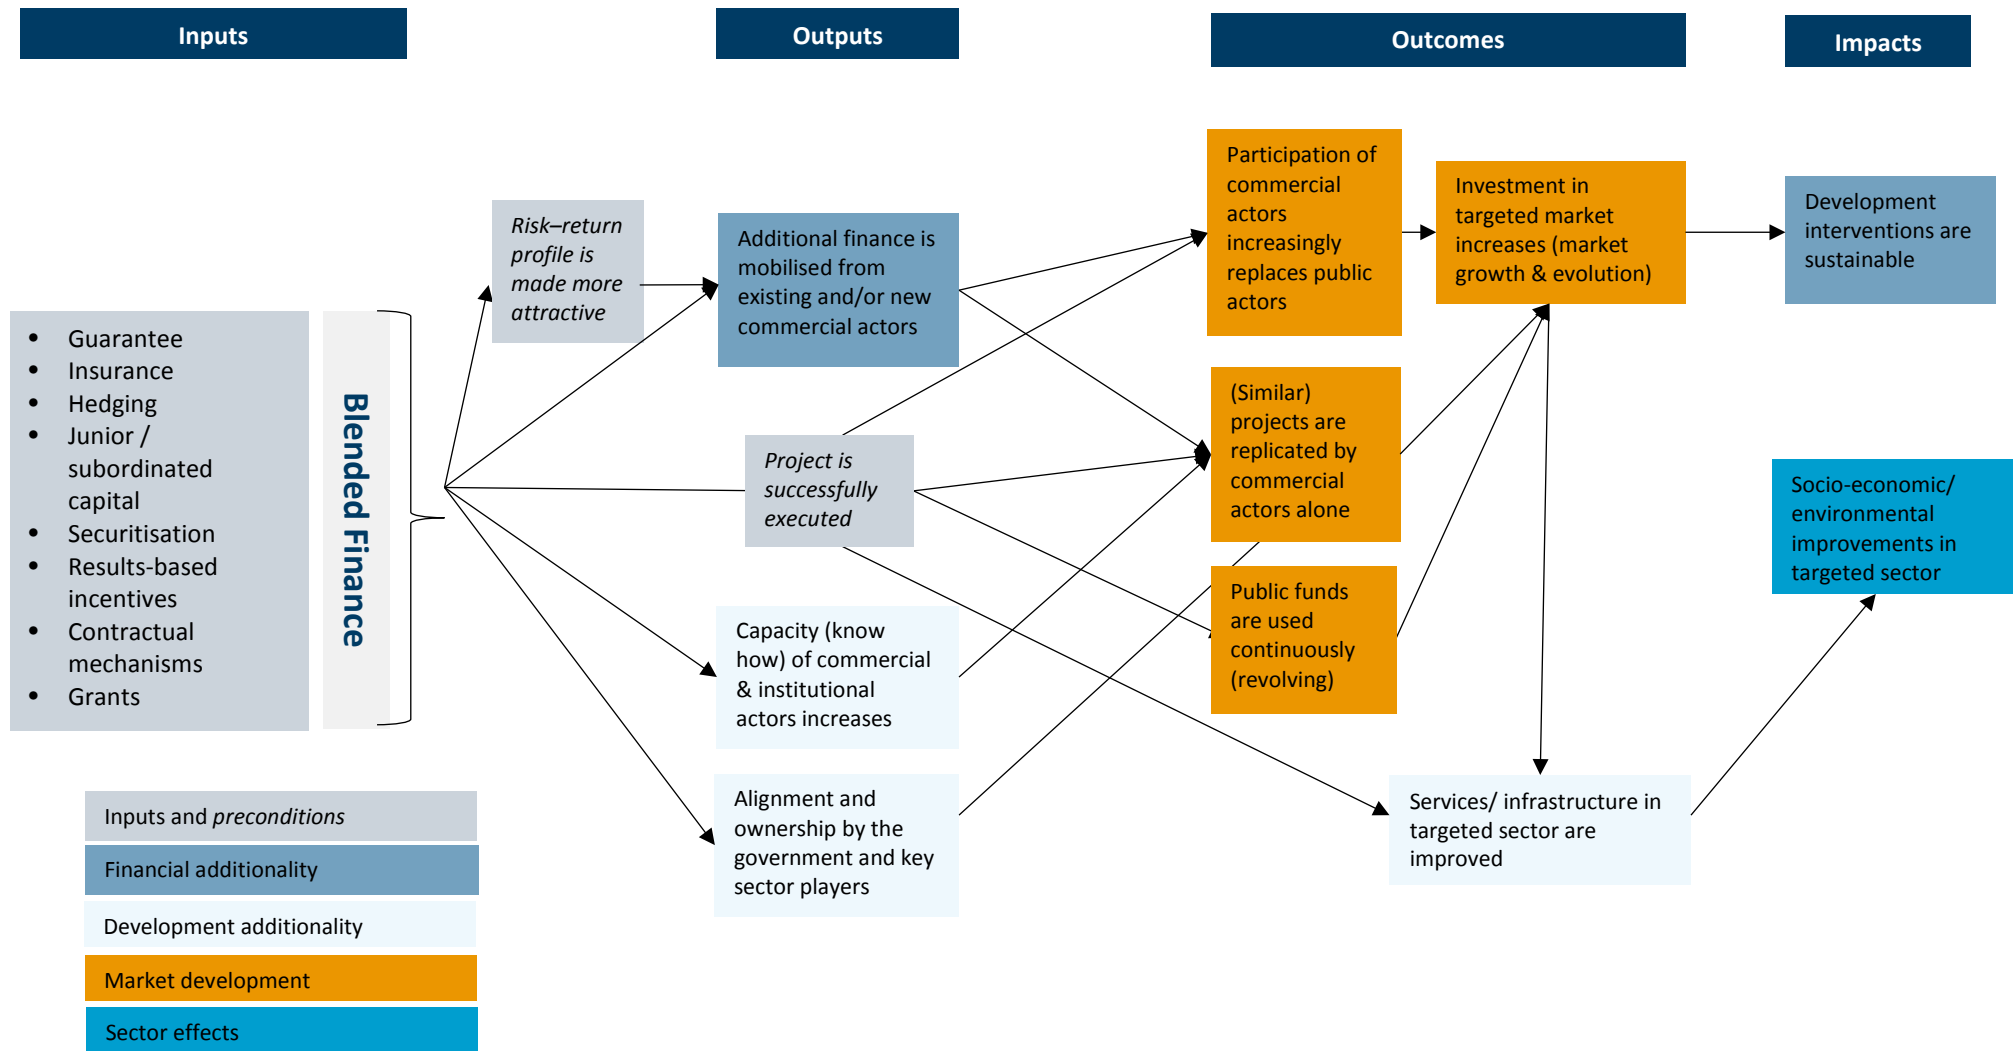 Inputs
Outputs
Outcomes
Impacts
• Guarantee
• Insurance
• Hedging
• Junior /
subordinated
capital
• Securitisation
• Results-based
incentives
• Contractual
mechanisms
• Grants
Blended Finance
Risk–return
profile is
made more
attractive
Additional finance is
mobilised from
existing and/or new
commercial actors
Project is
successfully
executed
Capacity (know
how) of commercial
& institutional
actors increases
Alignment and
ownership by the
government and key
sector players
Participation of
commercial
actors
increasingly
replaces public
actors
(Similar)
projects are
replicated by
commercial
actors alone
Public funds
are used
continuously
(revolving)
Investment in
targeted market
increases (market
growth & evolution)
Services/ infrastructure in
targeted sector are
improved
Development
interventions are
sustainable
Socio-economic/
environmental
improvements in
targeted sector
Inputs and preconditions
Financial additionality
Development additionality
Market development
Sector effects